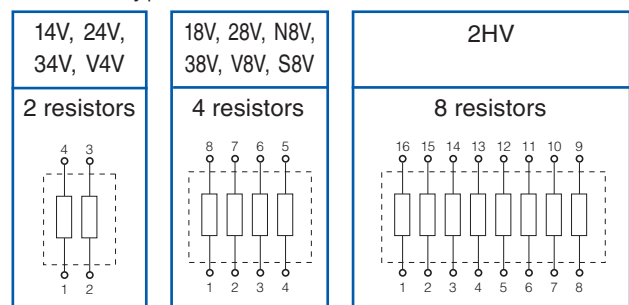 14V, 24V,
34V, V4V
18V, 28V, N8V,
38V, V8V, S8V
2HV
2 resistors
4 resistors
8 resistors
4 3
1 2
8 7 6 5
1 2 3 4
16 15 14 13 12 11 10 9
1 2 3 4 5 6 7 8